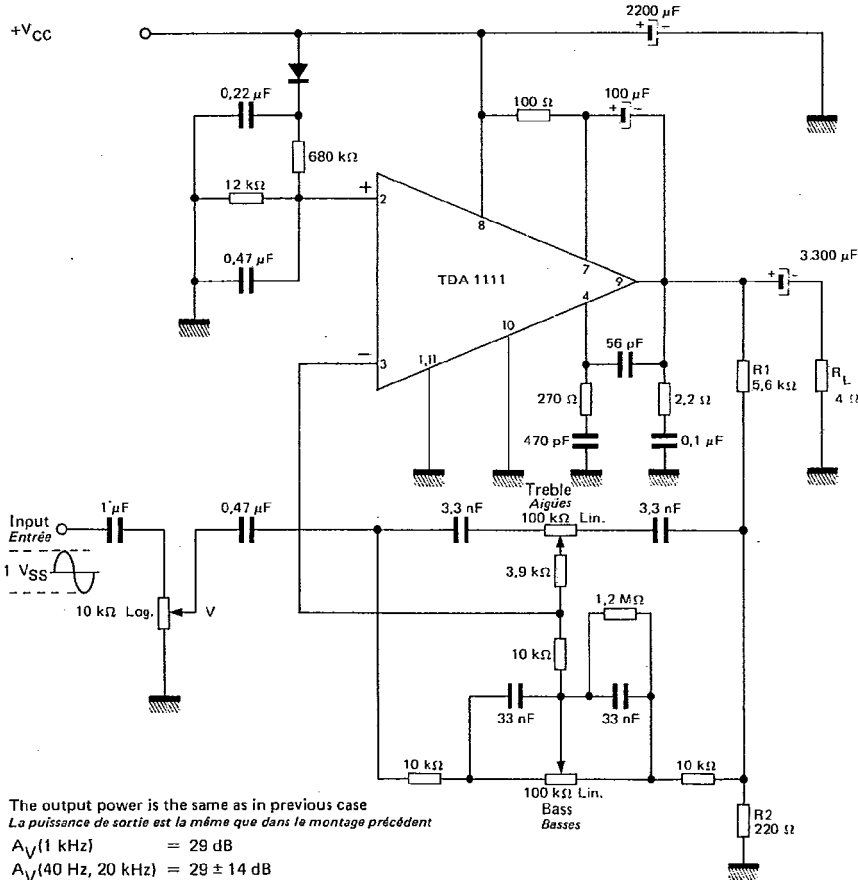 2200 µF
+VCC
+ -
0,22 µF
100 Ω
100 µF
+ -
680 kΩ
12 kΩ
+
2
8
0,47 µF
7
TDA 1111
9
3.300 µF
+ -
4
10
56 pF
-
3
1,11
R1
5,6 kΩ
RL
4 Ω
270 Ω
2,2 Ω
470 pF
0,1 µF
Treble
Aigües
Input
Entrée
1 µF
0,47 µF
3,3 nF
100 kΩ Lin.
3,3 nF
1 VSS
3,9 kΩ
10 kΩ Log.
V
1,2 MΩ
10 kΩ
33 nF
33 nF
10 kΩ
10 kΩ
100 kΩ Lin.
Bass
Basses
R2
220 Ω
The output power is the same as in previous case
La puissance de sortie est la même que dans le montage précédent
AV(1 kHz) = 29 dB
AV(40 Hz, 20 kHz) = 29 ± 14 dB